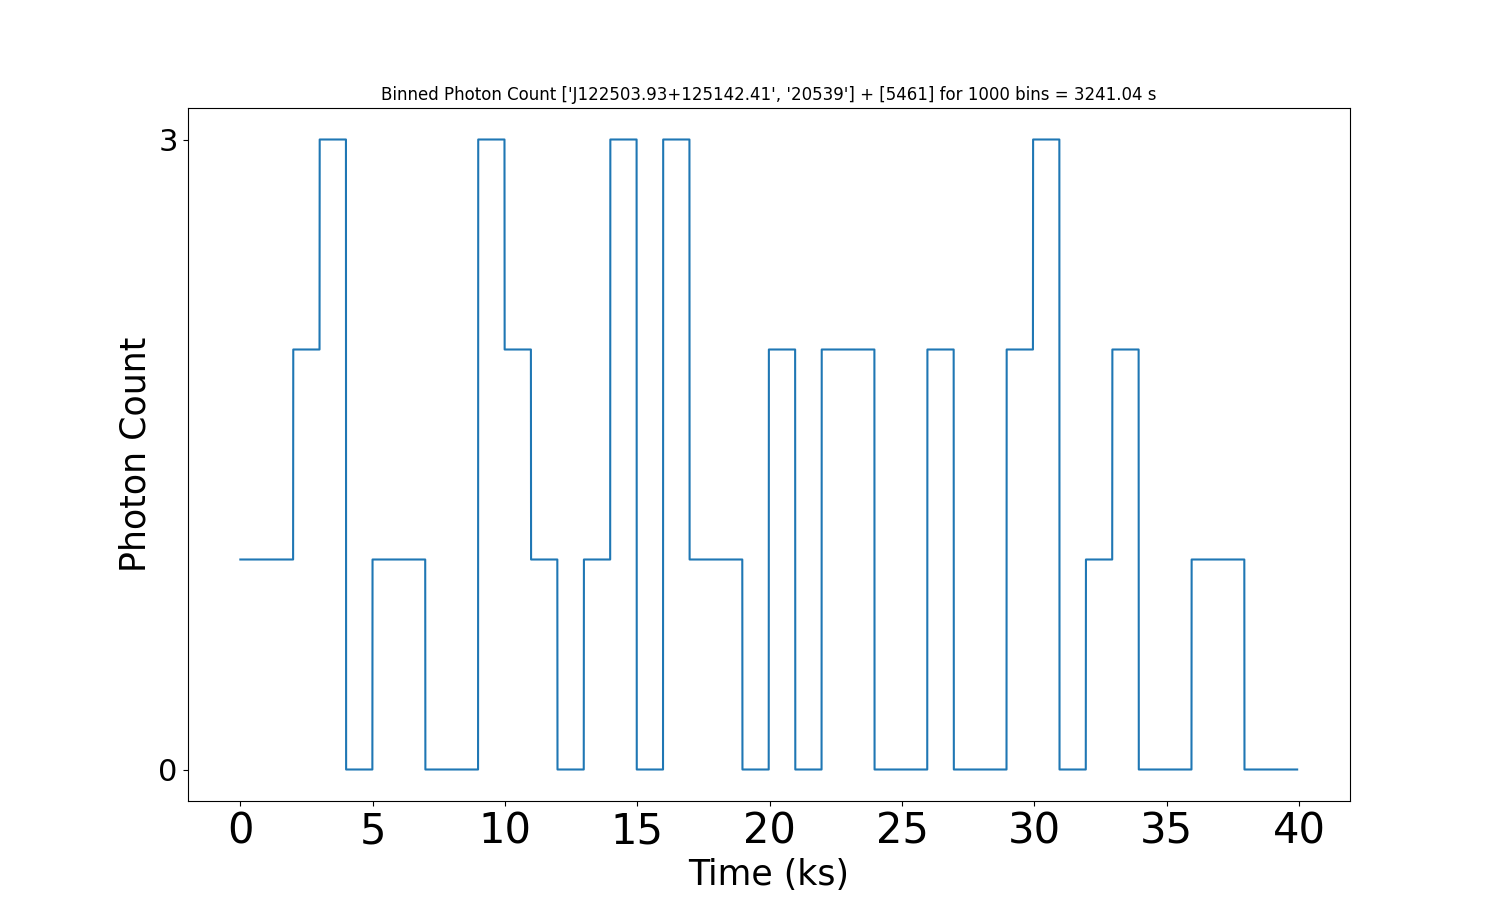 Binned Photon Count ['J122503.93+125142.41', '20539'] + [5461] for 1000 bins = 3241.04 s
3
Photon Count
0
0 5 10 15 20 25 30 35 40
Time (ks)